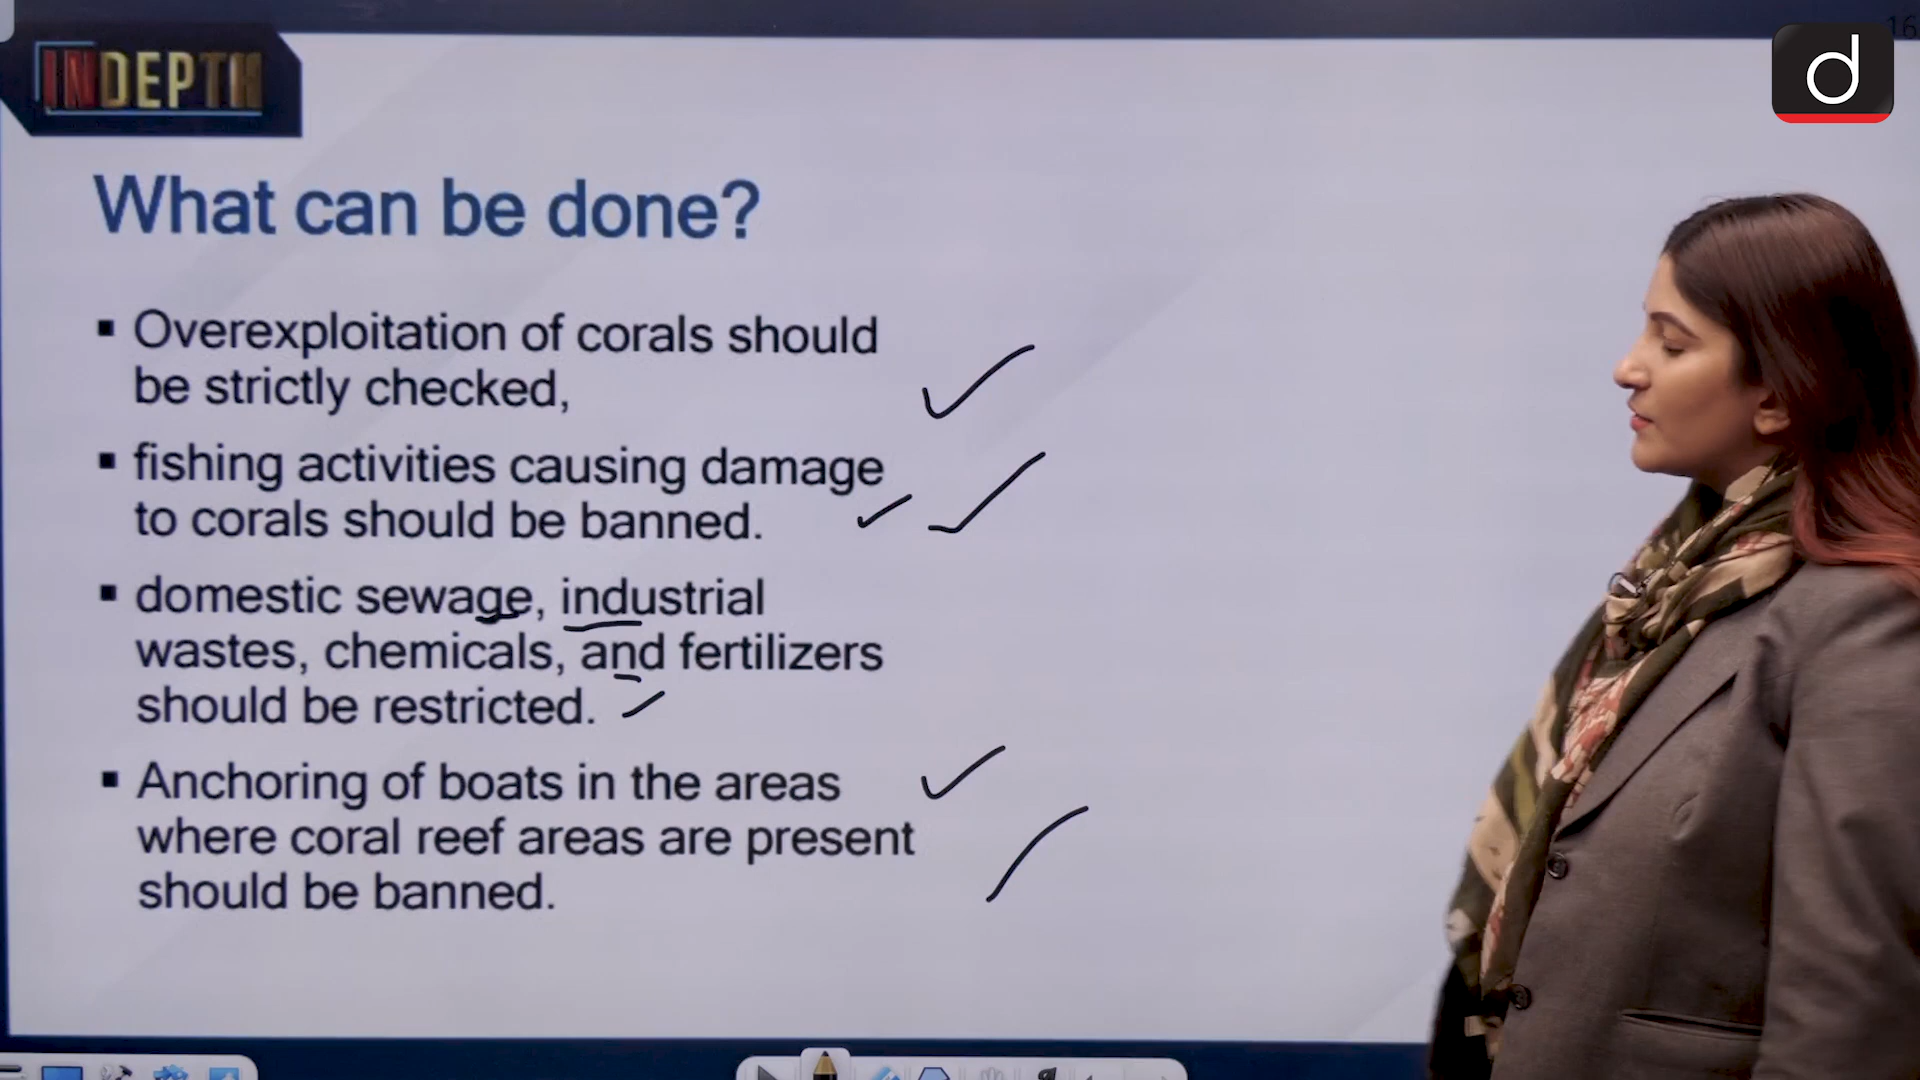 16
INDEPTH
d
What can be done?
▪ Overexploitation of corals should
be strictly checked,
▪ fishing activities causing damage
to corals should be banned.
▪ domestic sewage, industrial
wastes, chemicals, and fertilizers
should be restricted.
▪ Anchoring of boats in the areas
where coral reef areas are present
should be banned.